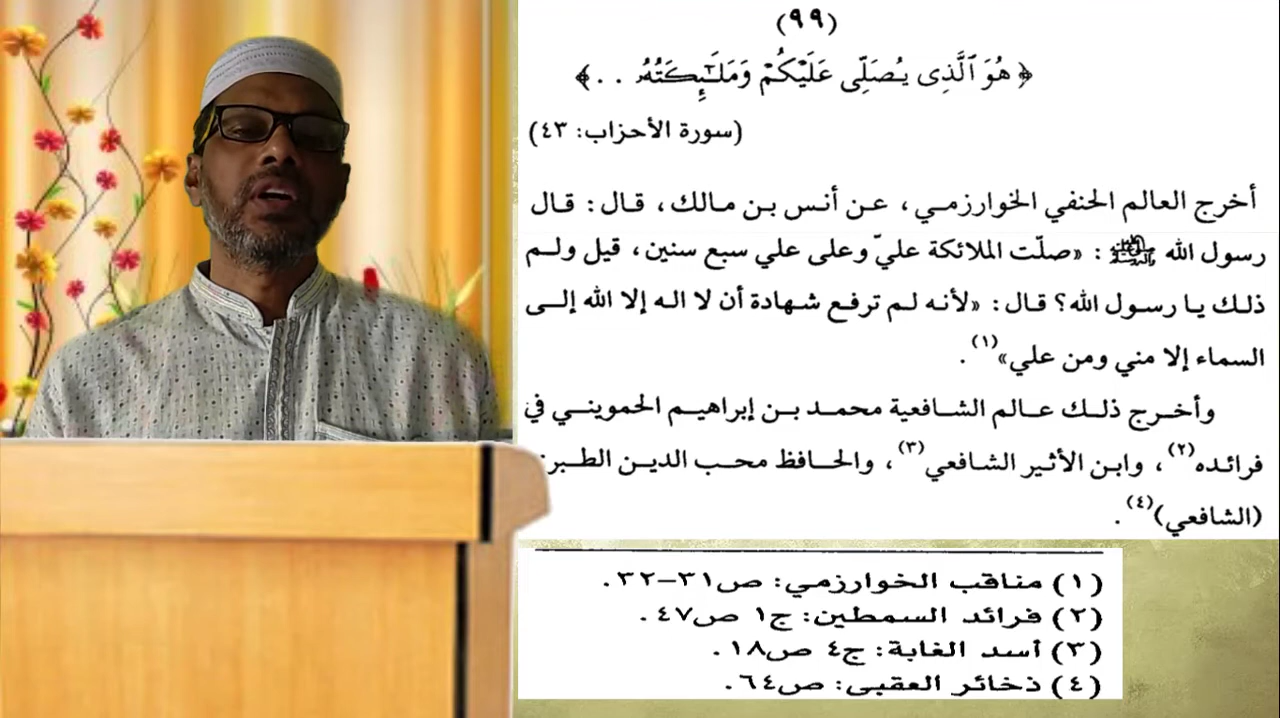 (٩٩)
﴿هُوَ ٱلَّذِى يُصَلِّى عَلَيْكُمْ وَمَلَـٰٓئِكَتُهُۥ . . ﴾
(سورة الأحزاب: ٤٣)
أخرج العالم الحنفي الخوارزمي، عن أنس بن مالك، قال: قال
رسول الله ﷺ : «صلّت الملائكة عليّ وعلى علي سبع سنين، قيل ولم
ذلك يا رسول الله؟ قال: «لأنه لم ترفع شهادة أن لا اله إلا الله إلى
السماء إلا مني ومن علي»(١) .
وأخرج ذلك عالم الشافعية محمد بن إبراهيم الحمويني في
فرائده(٢)، وابن الأثير الشافعي(٣)، والحافظ محب الدين
(الشافعي)(٤) .
(١) مناقب الخوارزمي: ص٣١–٣٢.
(٢) فرائد السمطين: ج١ ص٤٧ .
(٣) أسد الغابة: ج٤ ص١٨ .
(٤) ذخائر العقبى: ص٦٤ .